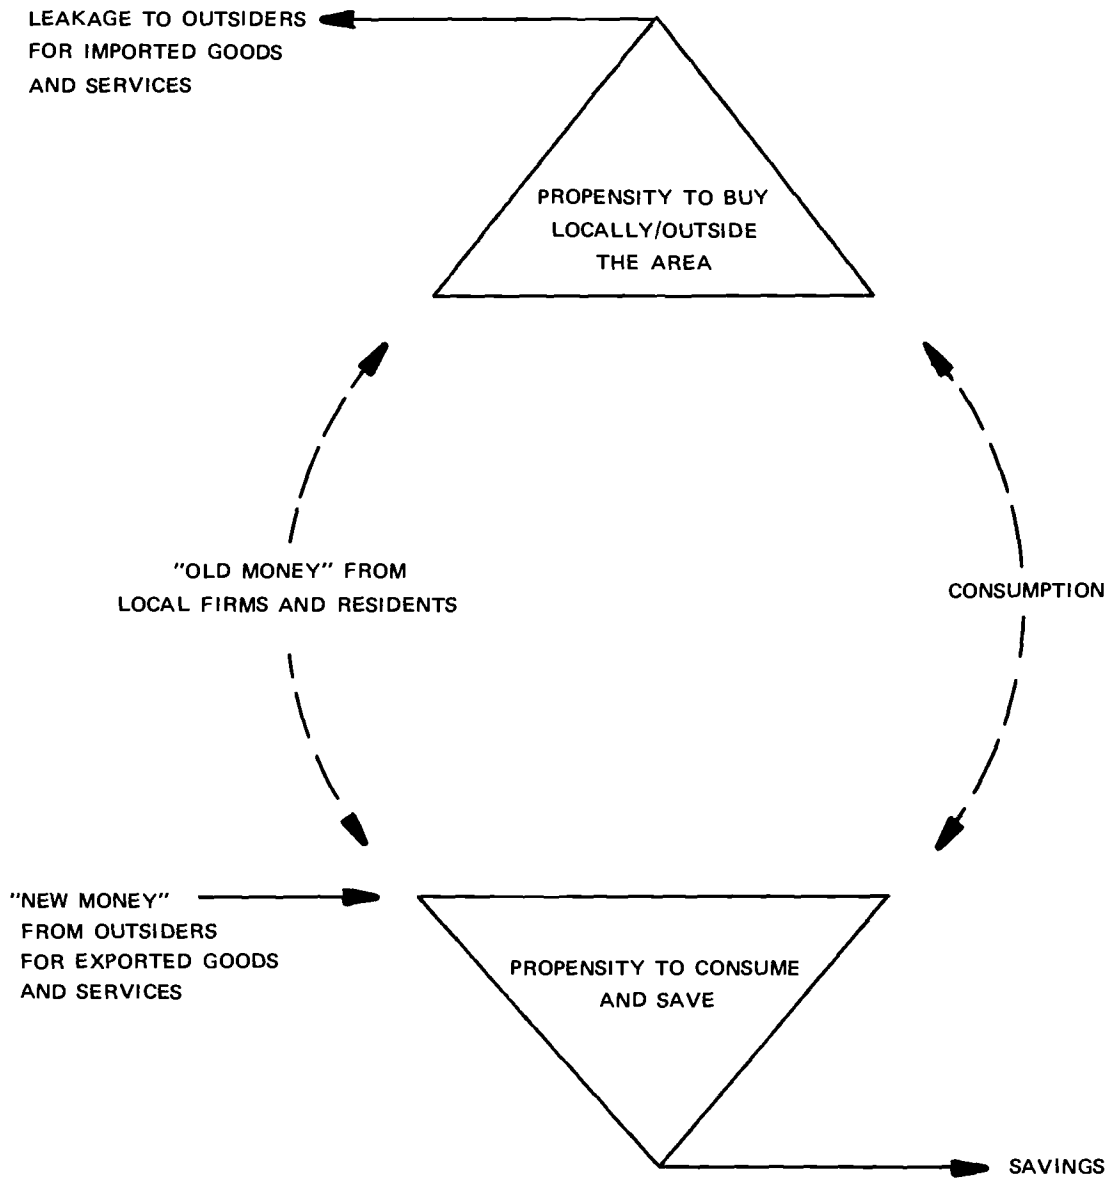 LEAKAGE TO OUTSIDERS
FOR IMPORTED GOODS
AND SERVICES
PROPENSITY TO BUY
LOCALLY/OUTSIDE
THE AREA
"OLD MONEY" FROM
LOCAL FIRMS AND RESIDENTS
CONSUMPTION
"NEW MONEY"
FROM OUTSIDERS
FOR EXPORTED GOODS
AND SERVICES
PROPENSITY TO CONSUME
AND SAVE
SAVINGS